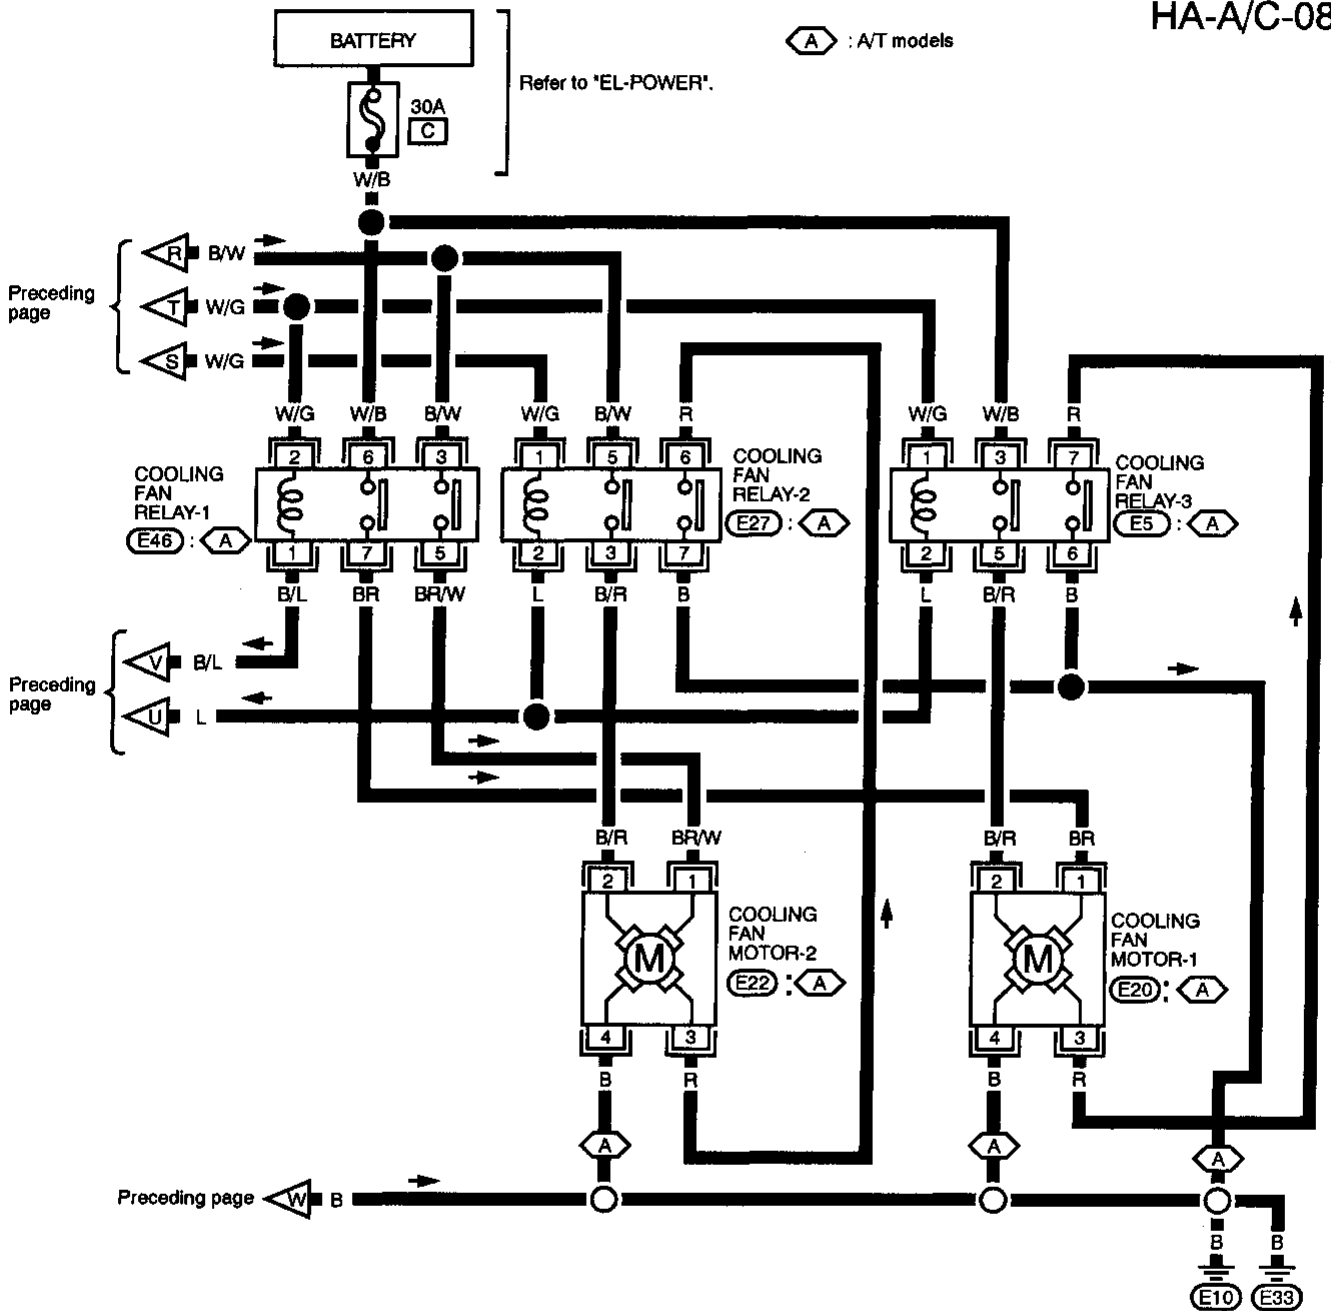 HA-A/C-08
BATTERY
A : A/T models
Refer to "EL-POWER".
30A
C
W/B
R B/W
Preceding
page
T W/G
S W/G
W/G W/B B/W W/G B/W R W/G W/B R
2 6 3 1 5 6 1 3 7
COOLING
FAN
RELAY-1
E46 : A
COOLING
FAN
RELAY-2
E27 : A
COOLING
FAN
RELAY-3
E5 : A
1 7 5 2 3 7 2 5 6
B/L BR BR/W L B/R B L B/R B
V B/L
Preceding
page
U L
B/R BR/W B/R BR
2 1 2 1
M M
COOLING
FAN
MOTOR-2
E22 : A
COOLING
FAN
MOTOR-1
E20 : A
4 3 4 3
B R B R
A A A
Preceding page W B
B B
E10 E33